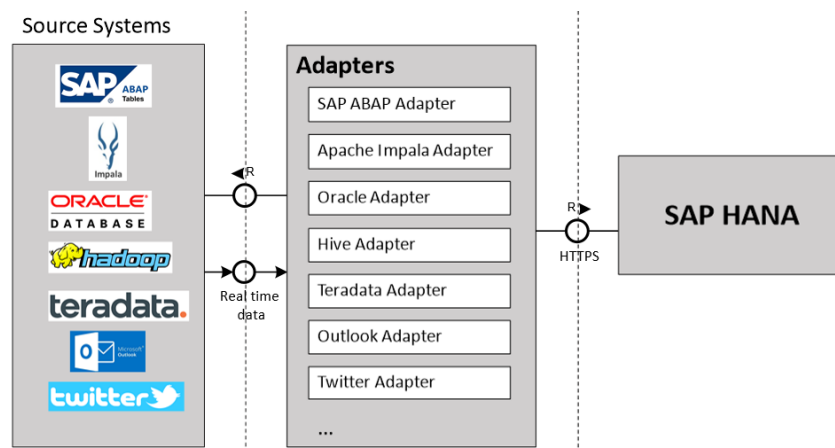 Source Systems
SAP
ABAP
Tables
Impala
ORACLE
DATABASE
hadoop
teradata.
Microsoft
Outlook
twitter
R
Real time
data
Adapters
SAP ABAP Adapter
Apache Impala Adapter
Oracle Adapter
Hive Adapter
Teradata Adapter
Outlook Adapter
Twitter Adapter
...
R
HTTPS
SAP HANA